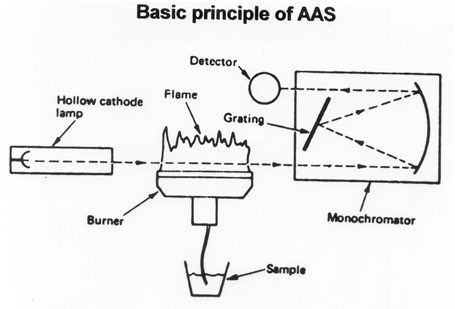 Basic principle of AAS
Detector
Flame
Hollow cathode
lamp
Grating
Burner
Monochromator
Sample